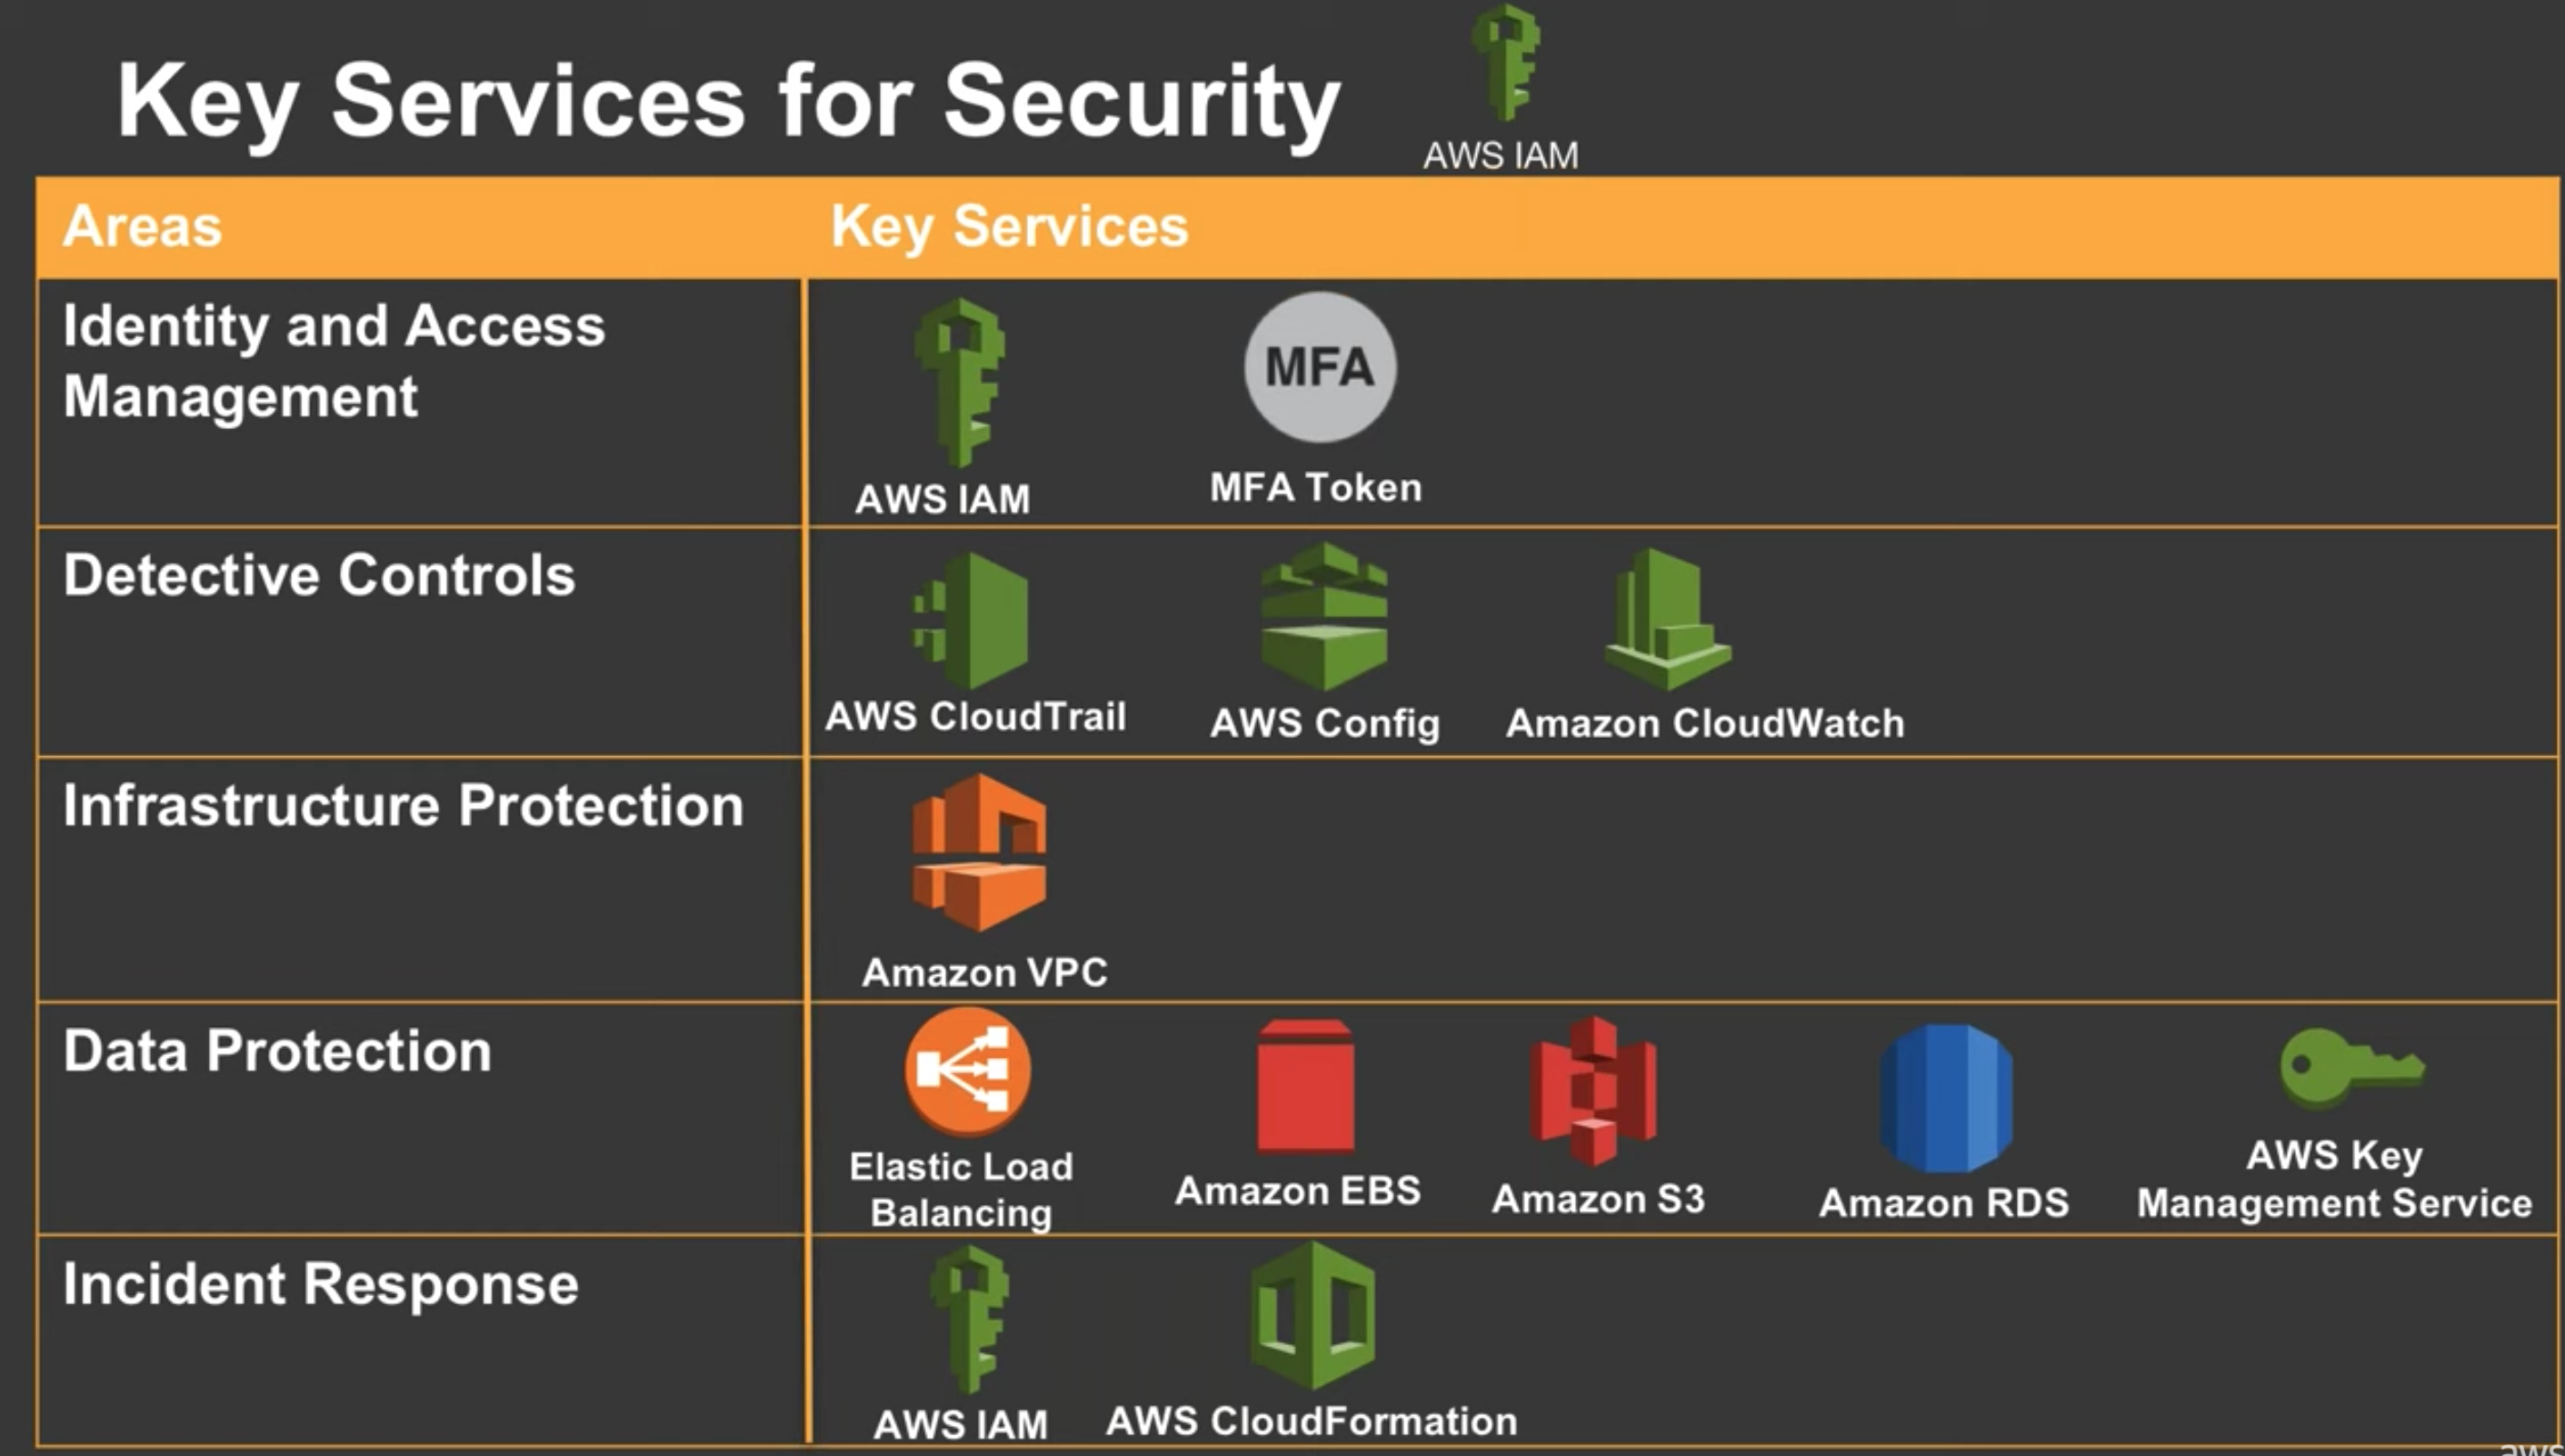 Key Services for Security
AWS IAM
Areas
Key Services
Identity and Access
Management
MFA
AWS IAM
MFA Token
Detective Controls
AWS CloudTrail
AWS Config
Amazon CloudWatch
Infrastructure Protection
Amazon VPC
Data Protection
Elastic Load
Balancing
Amazon EBS
Amazon S3
Amazon RDS
AWS Key
Management Service
Incident Response
AWS IAM
AWS CloudFormation
aws